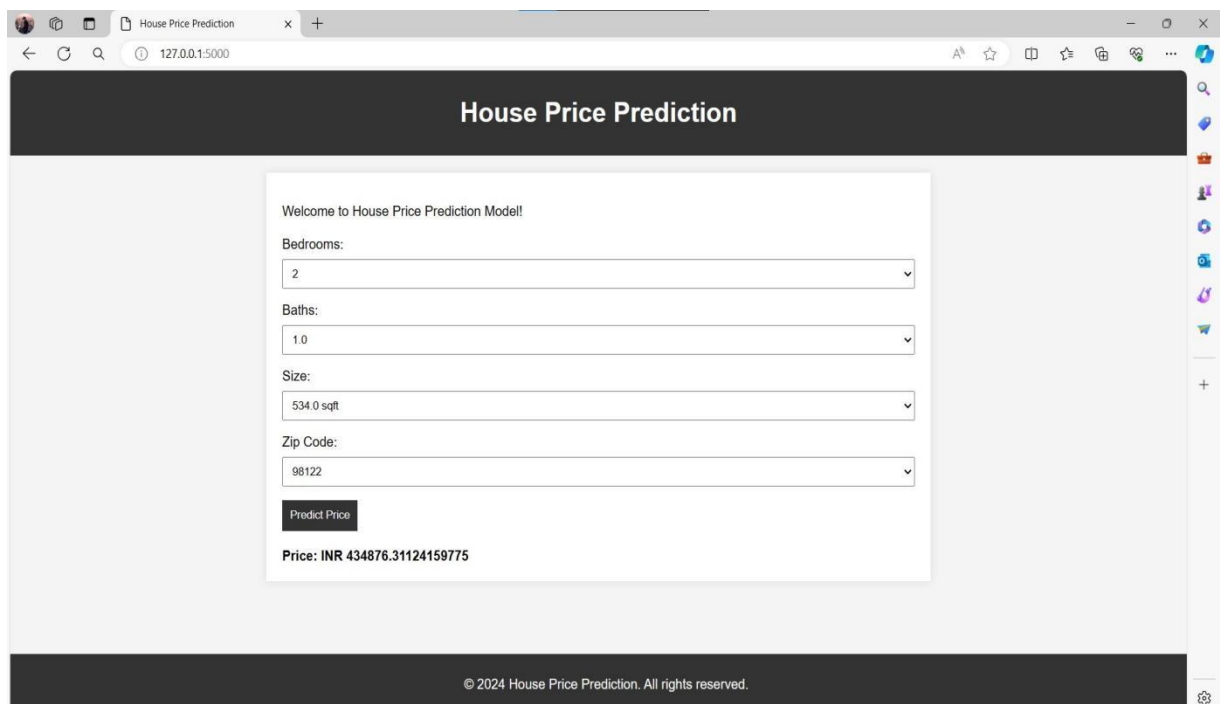 House Price Prediction
127.0.0.1:5000
House Price Prediction
Welcome to House Price Prediction Model!
Bedrooms:
2
Baths:
1.0
Size:
534.0 sqft
Zip Code:
98122
Predict Price
Price: INR 434876.31124159775
© 2024 House Price Prediction. All rights reserved.